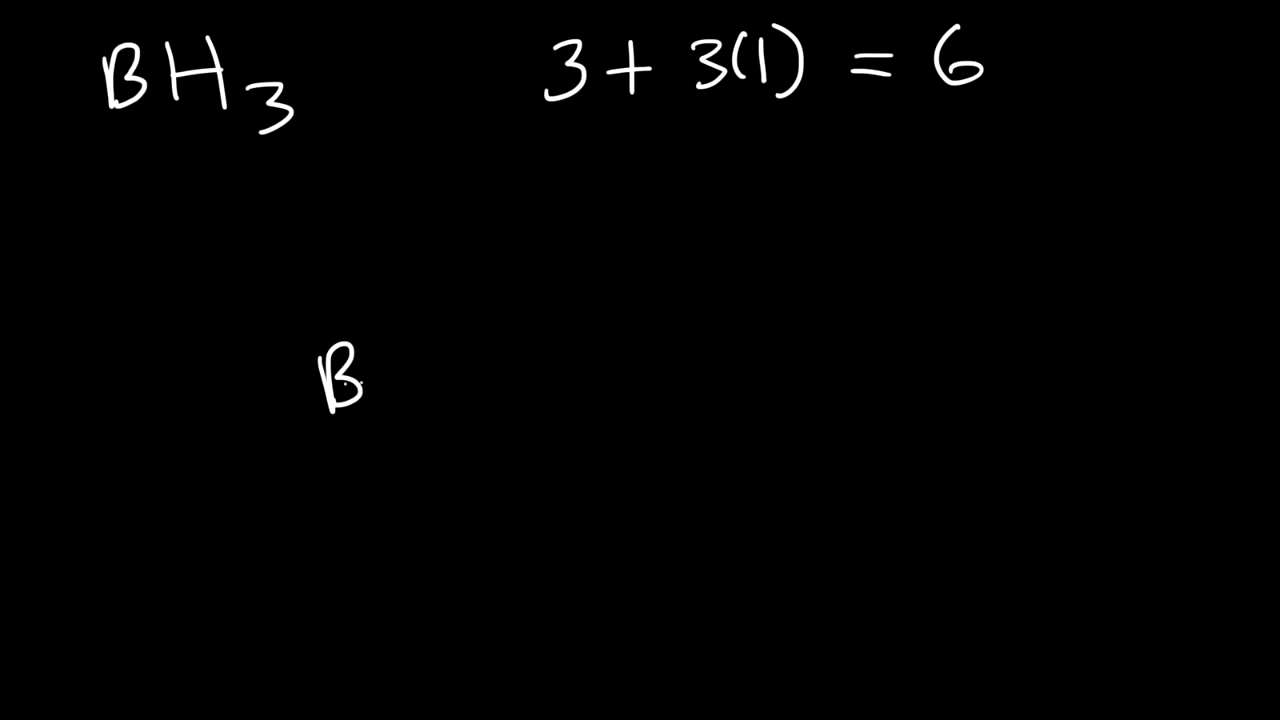 BH₃ 3 + 3(1) = 6
B